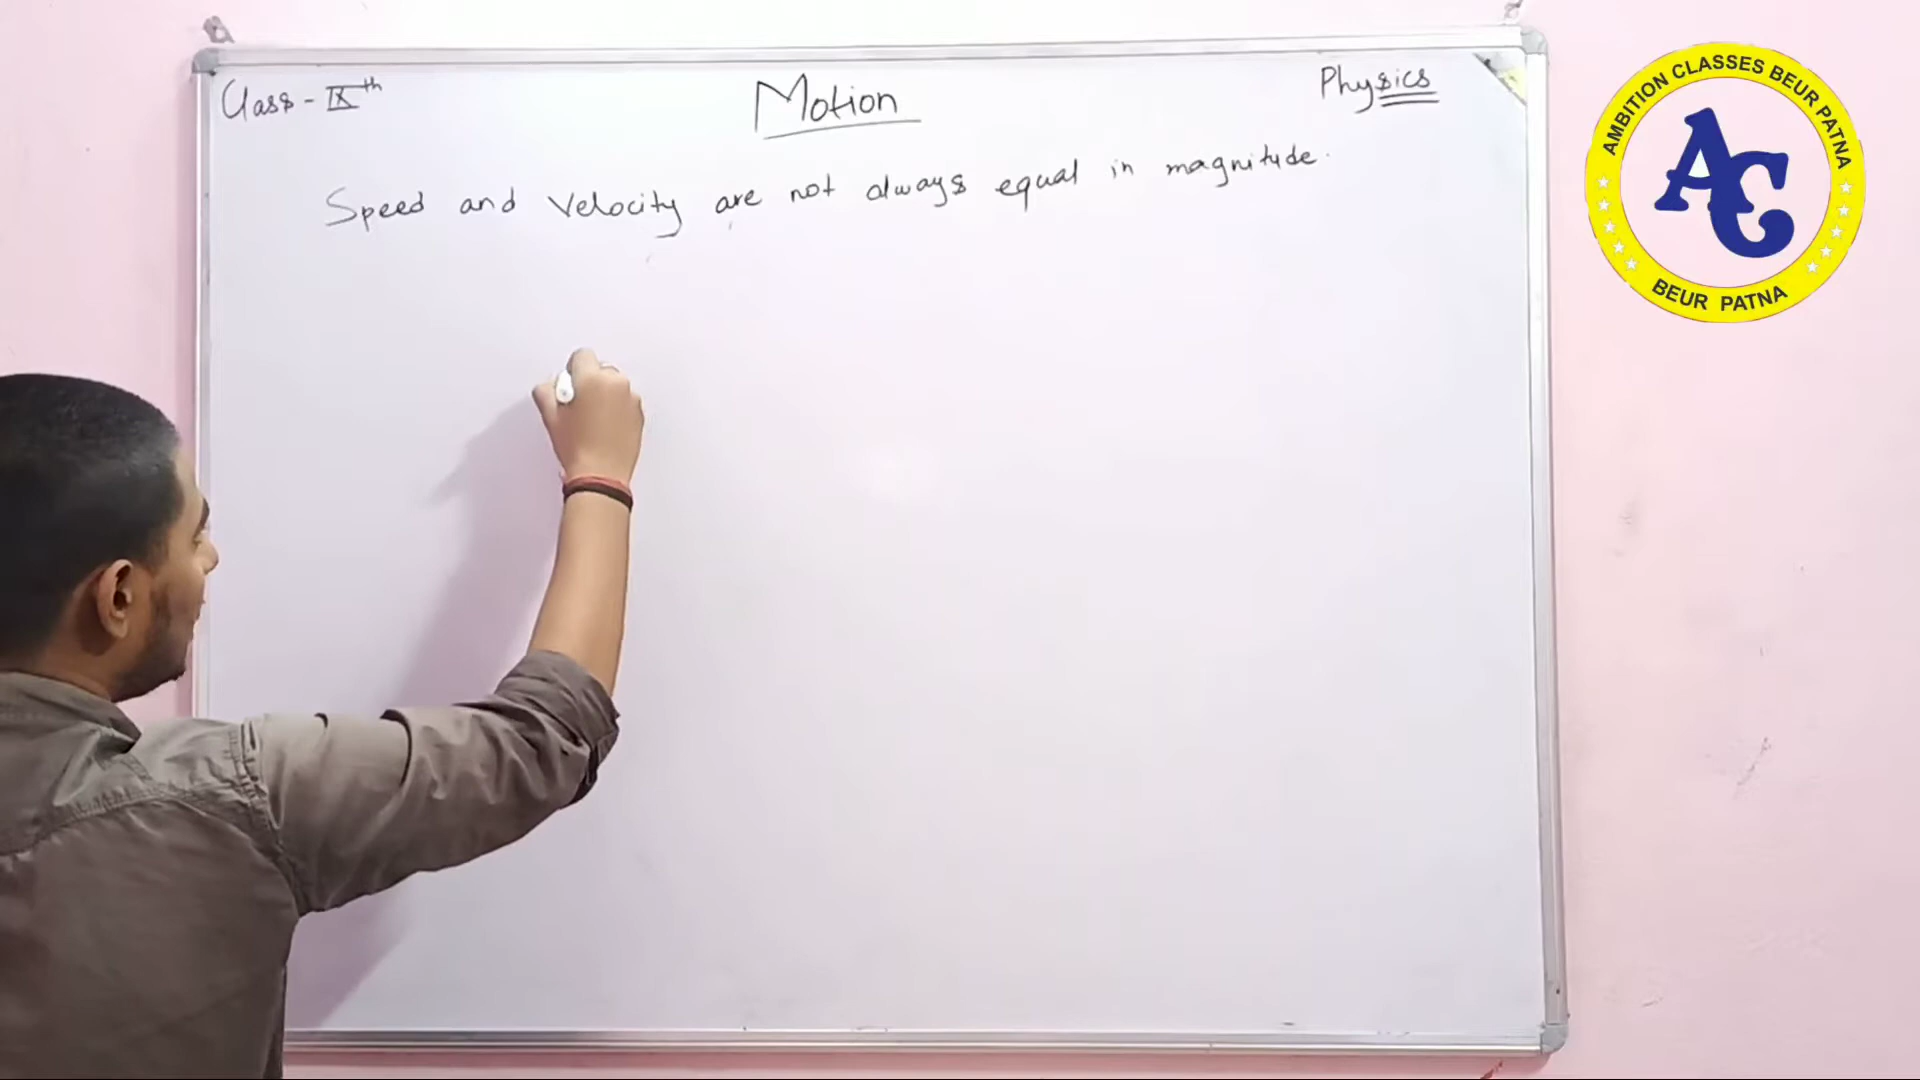 Class - IXth
Motion
Physics
Speed and Velocity are not always equal in magnitude.
AMBITION CLASSES BEUR PATNA
AC
BEUR PATNA